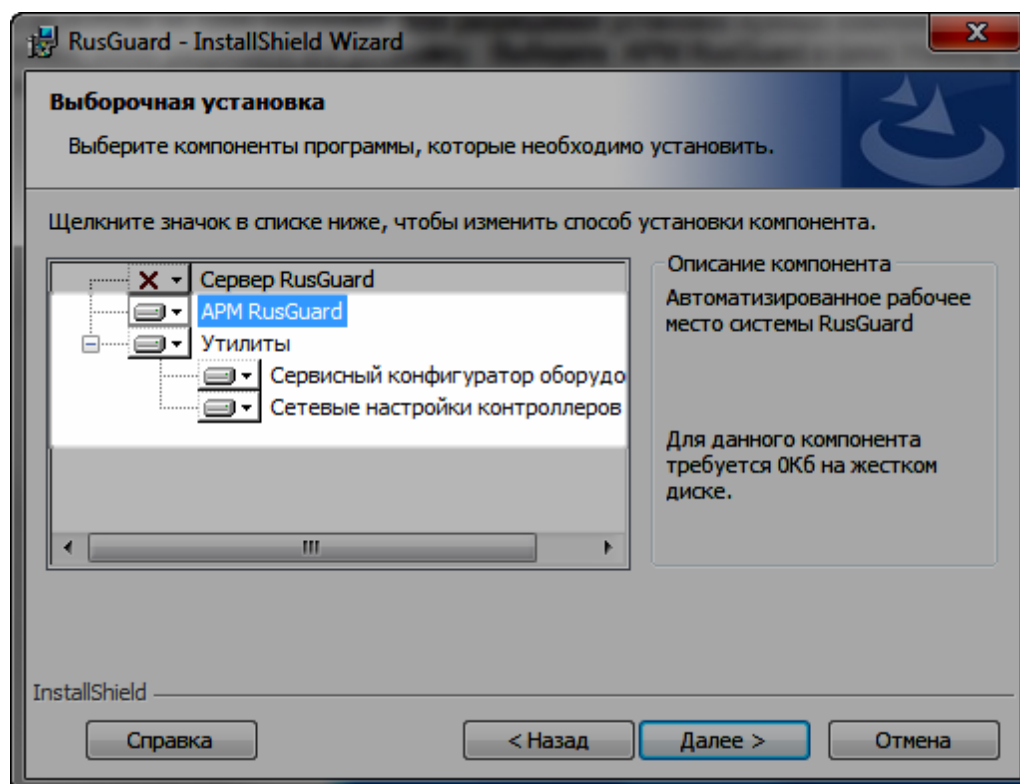 RusGuard - InstallShield Wizard
Выборочная установка
Выберите компоненты программы, которые необходимо установить.
Щелкните значок в списке ниже, чтобы изменить способ установки компонента.
Сервер RusGuard
АРМ RusGuard
Утилиты
Сервисный конфигуратор оборудо
Сетевые настройки контроллеров
Описание компонента
Автоматизированное рабочее
место системы RusGuard
Для данного компонента
требуется 0Кб на жестком
диске.
InstallShield
Справка
< Назад
Далее >
Отмена